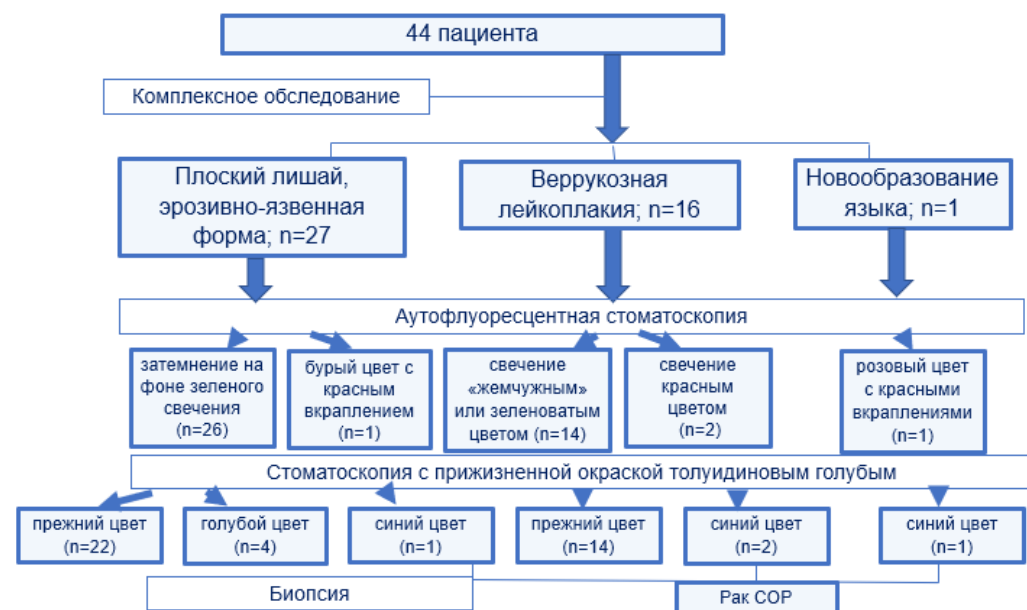 44 пациента
Комплексное обследование
Плоский лишай,
эрозивно-язвенная
форма; n=27
Веррукозная
лейкоплакия; n=16
Новообразование
языка; n=1
Аутофлуоресцентная стоматоскопия
затемнение на
фоне зеленого
свечения
(n=26)
бурый цвет с
красным
вкраплением
(n=1)
свечение
«жемчужным»
или зеленоватым
цветом (n=14)
свечение
красным
цветом
(n=2)
розовый цвет
с красными
вкраплениями
(n=1)
Стоматоскопия с прижизненной окраской толуидиновым голубым
прежний цвет
(n=22)
голубой цвет
(n=4)
синий цвет
(n=1)
прежний цвет
(n=14)
синий цвет
(n=2)
синий цвет
(n=1)
Биопсия
Рак СОР